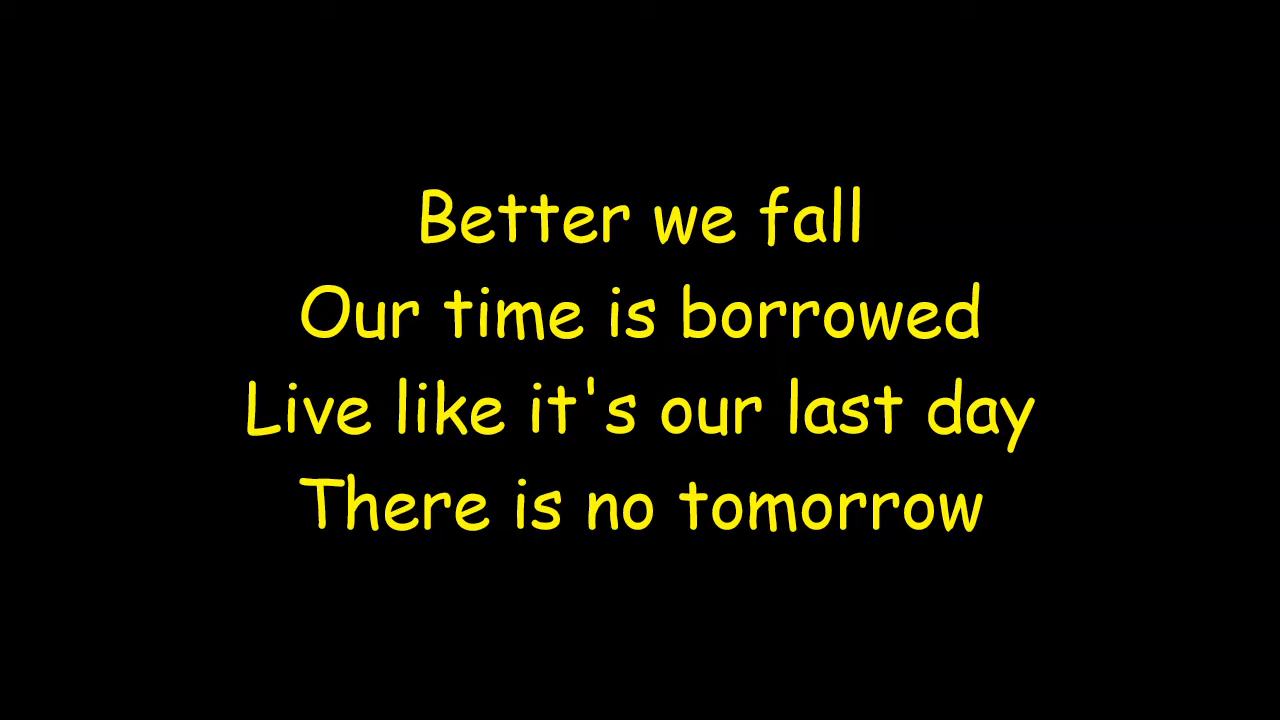 Better we fall
Our time is borrowed
Live like it's our last day
There is no tomorrow